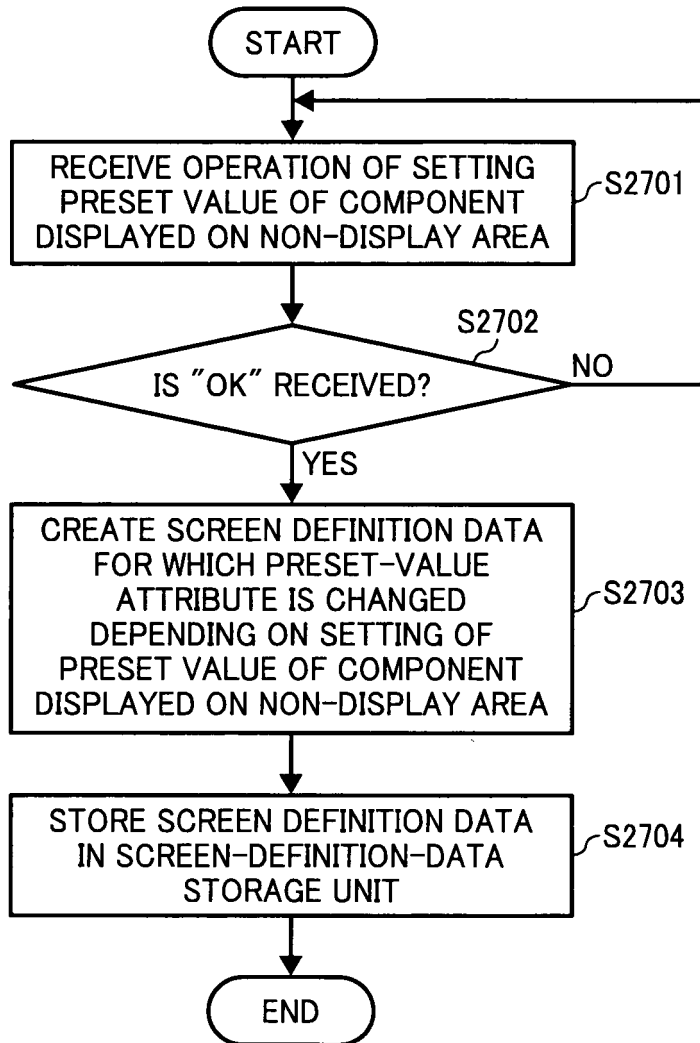 START
RECEIVE OPERATION OF SETTING
PRESET VALUE OF COMPONENT
DISPLAYED ON NON-DISPLAY AREA
S2701
S2702
IS "OK" RECEIVED?
NO
YES
CREATE SCREEN DEFINITION DATA
FOR WHICH PRESET-VALUE
ATTRIBUTE IS CHANGED
DEPENDING ON SETTING OF
PRESET VALUE OF COMPONENT
DISPLAYED ON NON-DISPLAY AREA
S2703
STORE SCREEN DEFINITION DATA
IN SCREEN-DEFINITION-DATA
STORAGE UNIT
S2704
END